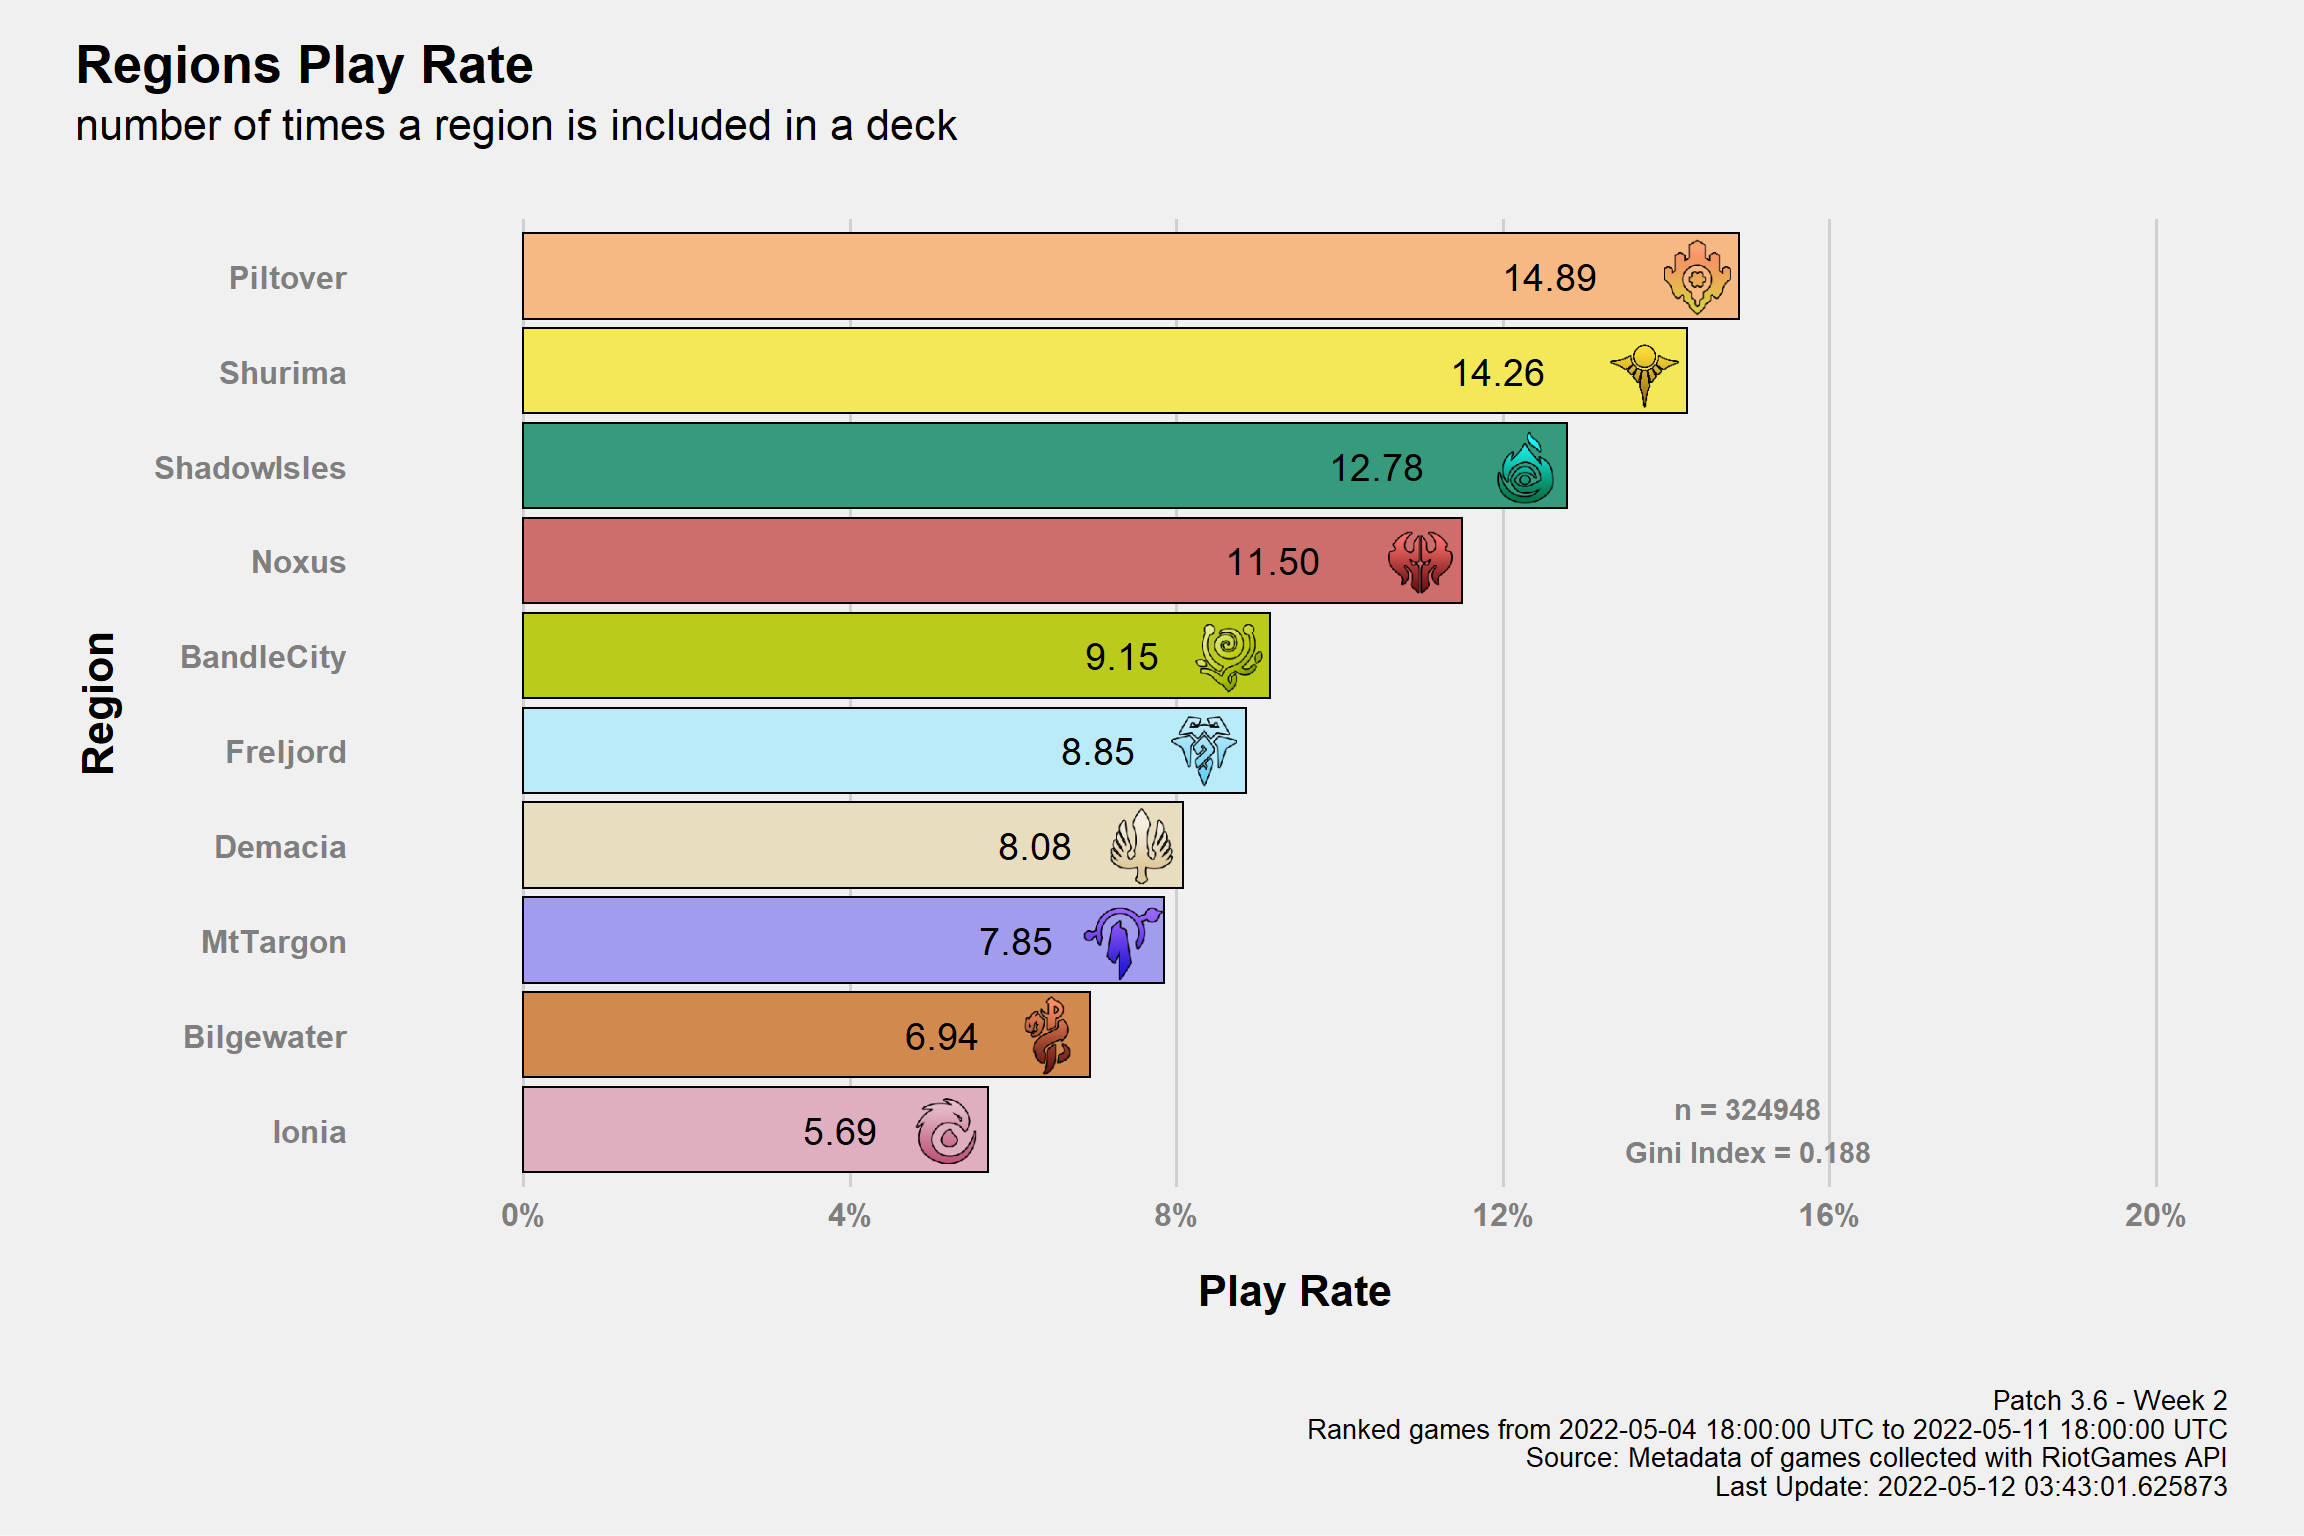 Regions Play Rate
number of times a region is included in a deck
Region
Piltover 14.89
Shurima 14.26
ShadowIsles 12.78
Noxus 11.50
BandleCity 9.15
Freljord 8.85
Demacia 8.08
MtTargon 7.85
Bilgewater 6.94
Ionia 5.69
n = 324948
Gini Index = 0.188
0% 4% 8% 12% 16% 20%
Play Rate
Patch 3.6 - Week 2
Ranked games from 2022-05-04 18:00:00 UTC to 2022-05-11 18:00:00 UTC
Source: Metadata of games collected with RiotGames API
Last Update: 2022-05-12 03:43:01.625873